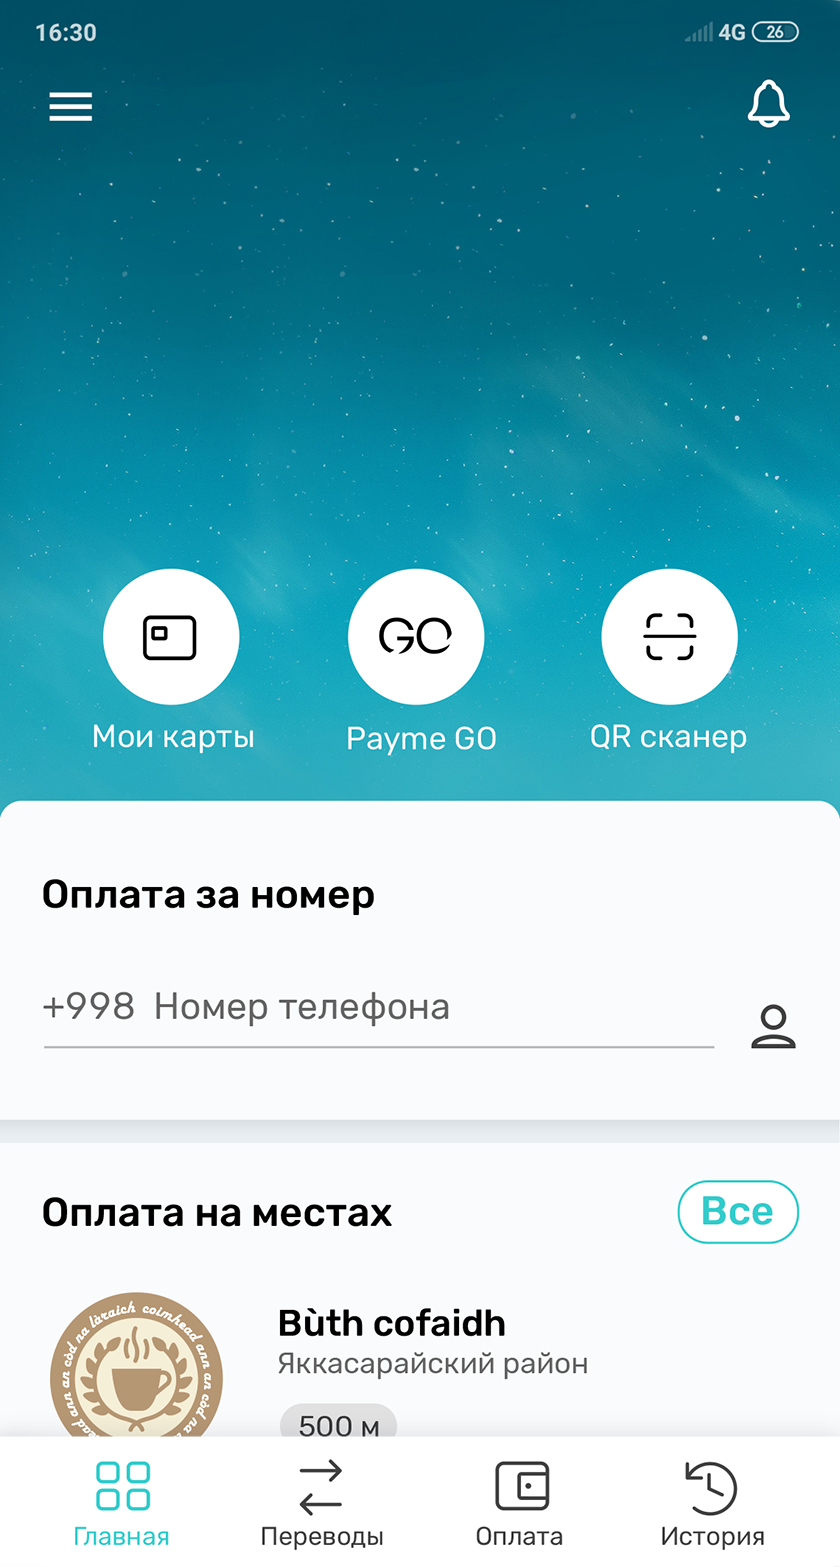 16:30
4G 26
Мои карты
GO
Payme GO
QR сканер
Оплата за номер
+998 Номер телефона
Оплата на местах
Все
còd na làraich coimhead ann an còd na
ann an
Bùth cofaidh
Яккасарайский район
500 м
Главная
Переводы
Оплата
История